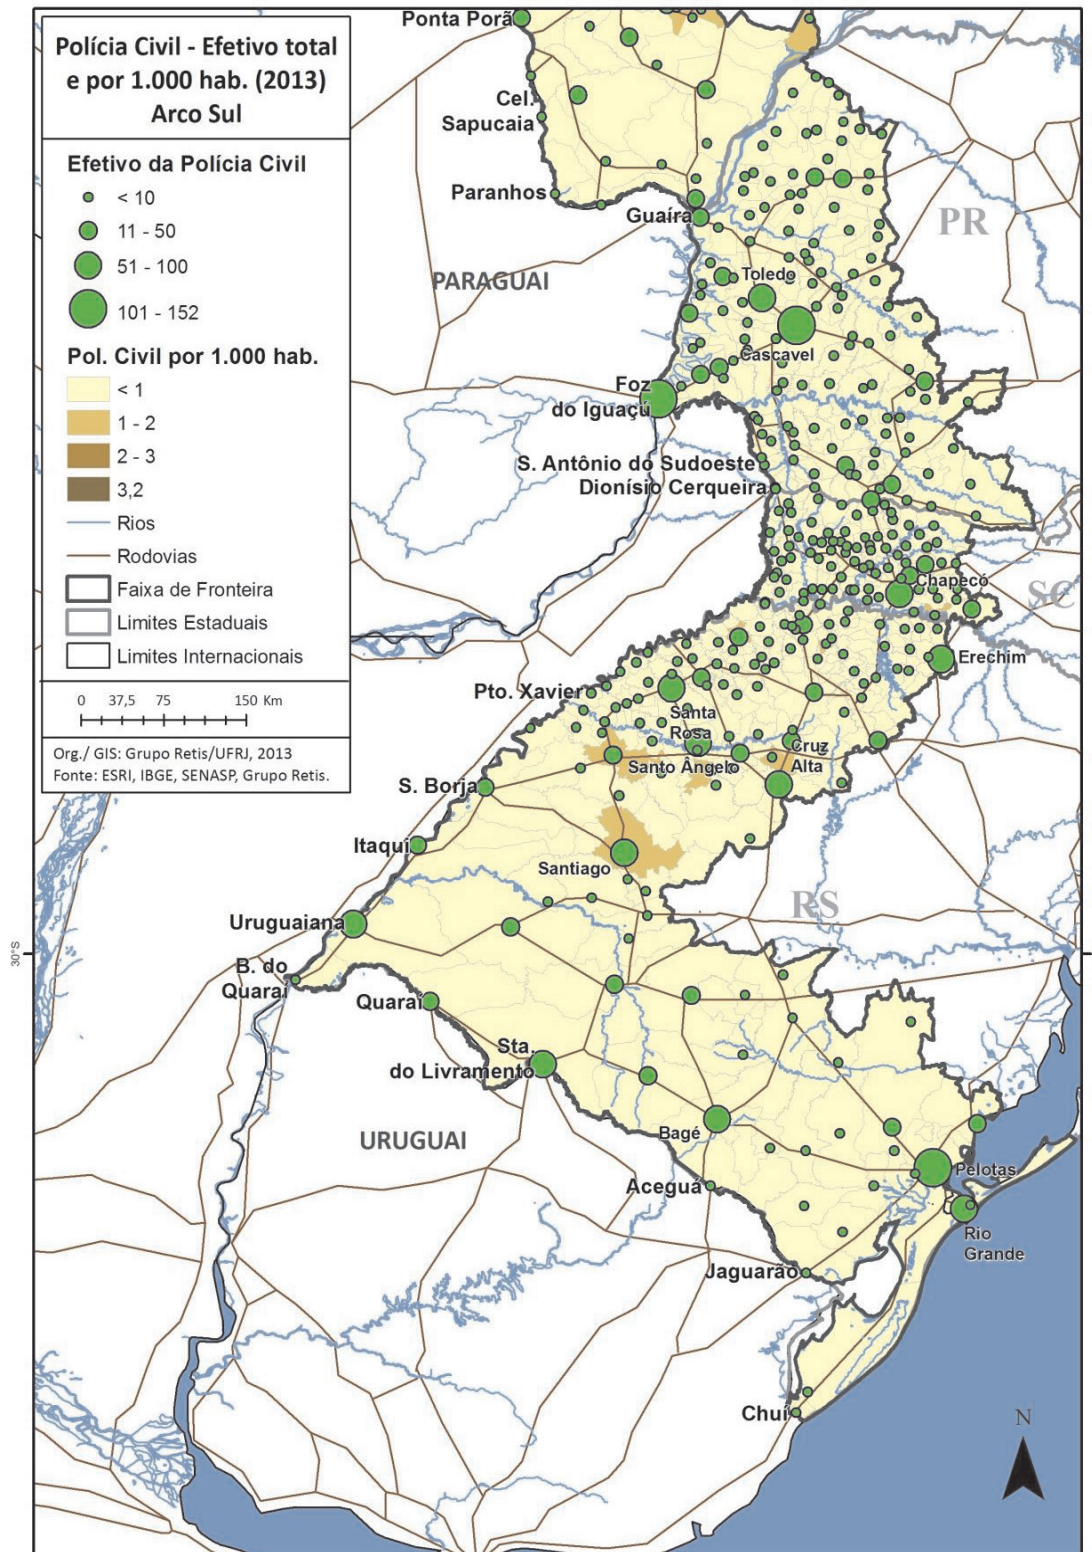 Polícia Civil - Efetivo total
e por 1.000 hab. (2013)
Arco Sul
Efetivo da Polícia Civil
< 10
11 - 50
51 - 100
101 - 152
Pol. Civil por 1.000 hab.
< 1
1 - 2
2 - 3
3,2
Rios
Rodovias
Faixa de Fronteira
Limites Estaduais
Limites Internacionais
0 37,5 75 150 Km
Org./ GIS: Grupo Retis/UFRJ, 2013
Fonte: ESRI, IBGE, SENASP, Grupo Retis.
Ponta Porã
Cel.
Sapucaia
Paranhos
Guaíra
PR
PARAGUAI
Toledo
Cascavel
Foz
do Iguaçú
S. Antônio do Sudoeste
Dionísio Cerqueira
Chapecó
SC
Erechim
Pto. Xavier
Santa
Rosa
Santo Ângelo
Cruz
Alta
S. Borja
Itaqui
Santiago
RS
Uruguaiana
30°S
B. do
Quaraí
Quaraí
Sta.
do Livramento
URUGUAI
Bagé
Pelotas
Aceguá
Rio
Grande
Jaguarão
Chuí
N